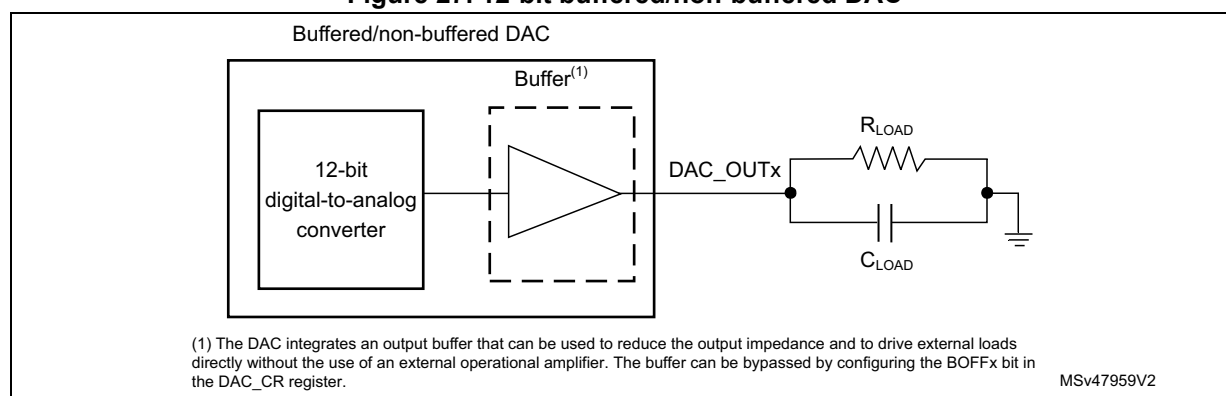 Figure 27. 12-bit buffered/non-buffered DAC
Buffered/non-buffered DAC
Buffer(1)
12-bit
digital-to-analog
converter
DAC_OUTx
RLOAD
CLOAD
(1) The DAC integrates an output buffer that can be used to reduce the output impedance and to drive external loads
directly without the use of an external operational amplifier. The buffer can be bypassed by configuring the BOFFx bit in
the DAC_CR register.
MSv47959V2